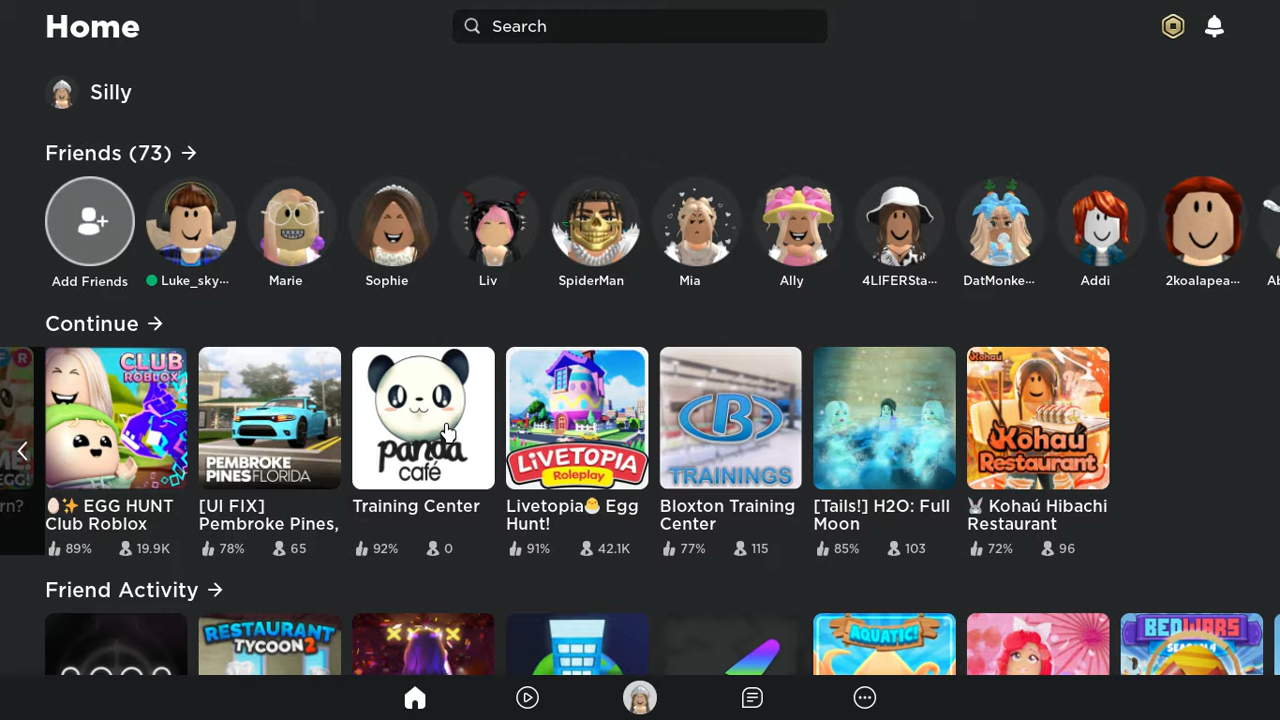 Home
Search
Silly
Friends (73) →
Add Friends
Luke_sky...
Marie
Sophie
Liv
SpiderMan
Mia
Ally
4LIFERSta...
DatMonke...
Addi
2koalapea...
Continue →
CLUB
ROBLOX
PEMBROKE
PINES, FLORIDA
panda
café
LIVETOPIA
Roleplay
B
TRAININGS
Kohaú
Kohaú
Restaurant
rn?
🥚✨ EGG HUNT
Club Roblox
[UI FIX]
Pembroke Pines,
Training Center
Livetopia🐣 Egg
Hunt!
Bloxton Training
Center
[Tails!] H2O: Full
Moon
🐰 Kohaú Hibachi
Restaurant
89% 19.9K
78% 65
92% 0
91% 42.1K
77% 115
85% 103
72% 96
Friend Activity →
RESTAURANT
TYCOON 2
AQUATIC!
BEDWARS